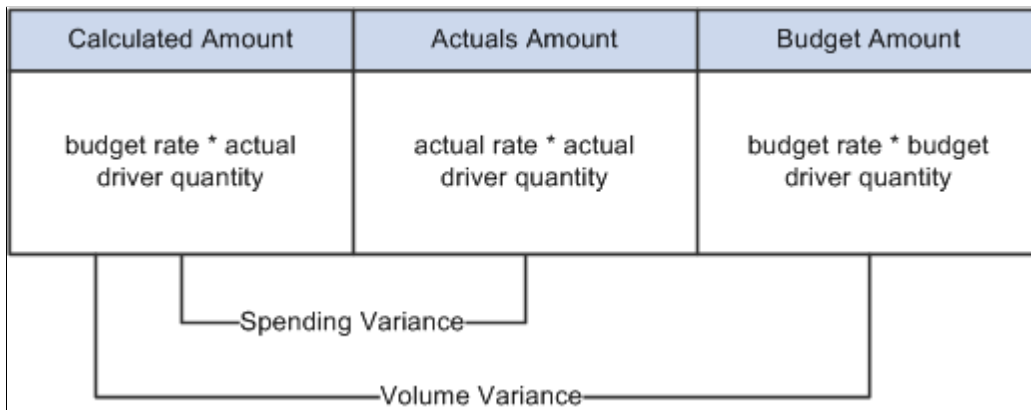 Calculated Amount
Actuals Amount
Budget Amount
budget rate * actual
driver quantity
actual rate * actual
driver quantity
budget rate * budget
driver quantity
Spending Variance
Volume Variance